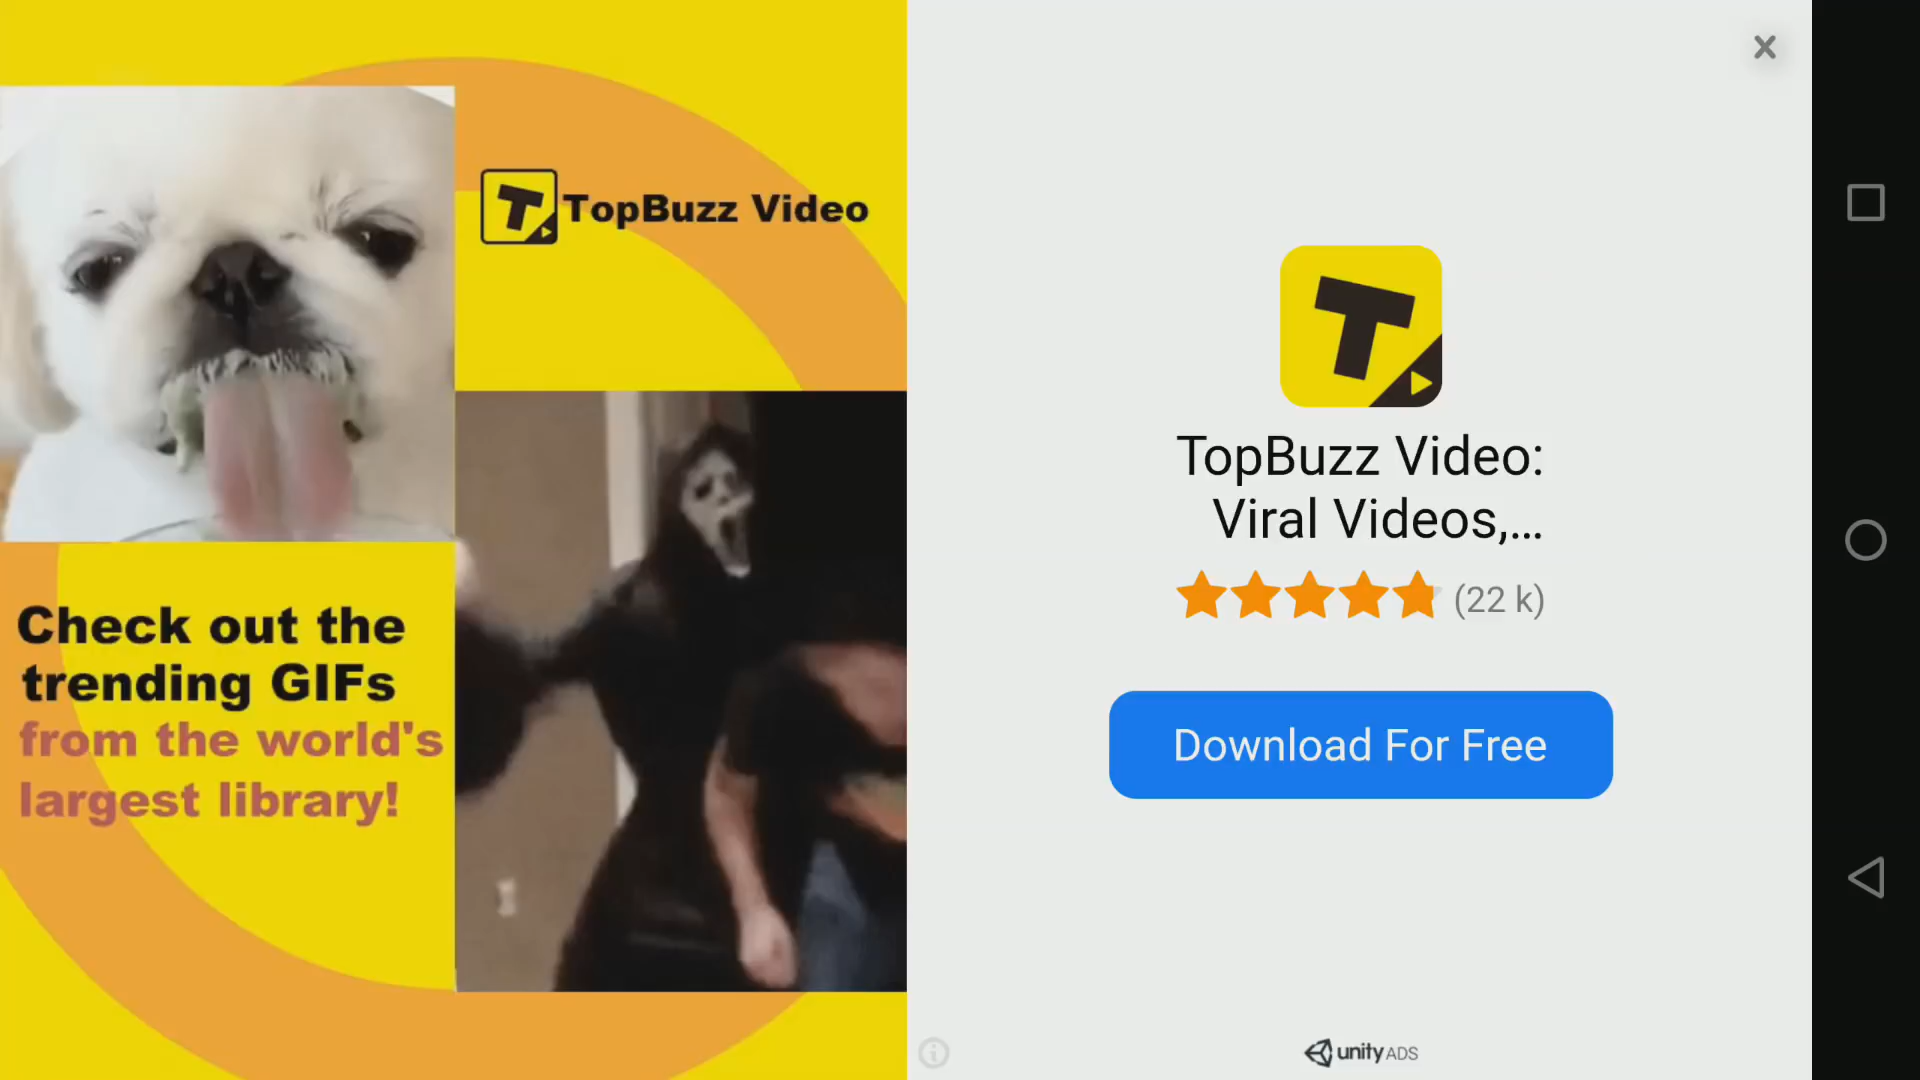 TopBuzz Video
Check out the
trending GIFs
from the world's
largest library!
TopBuzz Video:
Viral Videos,...
(22 k)
Download For Free
unity ADS